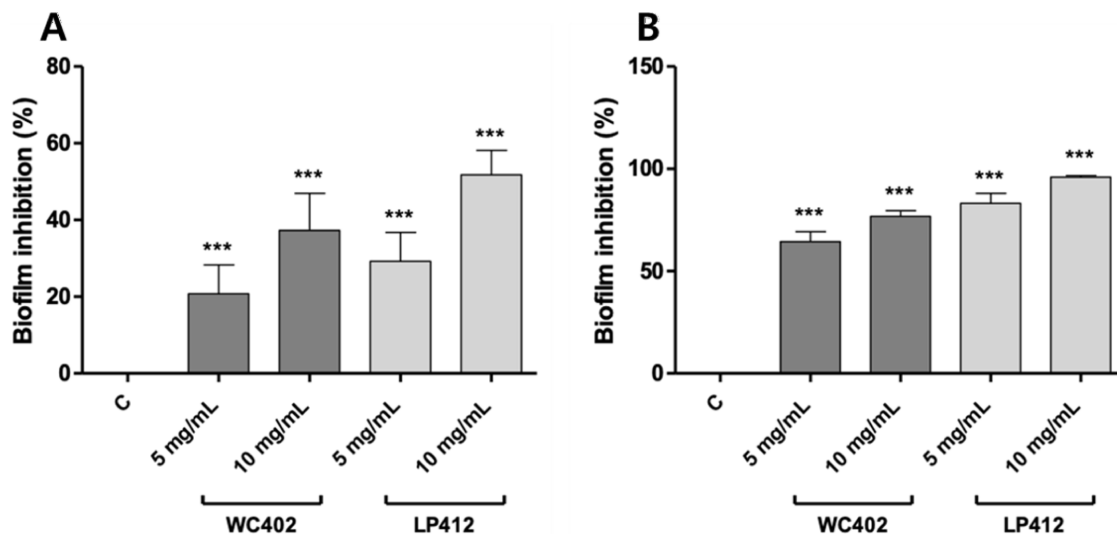 A
Biofilm inhibition (%)
80
60
40
20
0
***
***
***
***
C
5 mg/mL
10 mg/mL
5 mg/mL
10 mg/mL
WC402
LP412
B
Biofilm inhibition (%)
150
100
50
0
***
***
***
***
C
5 mg/mL
10 mg/mL
5 mg/mL
10 mg/mL
WC402
LP412